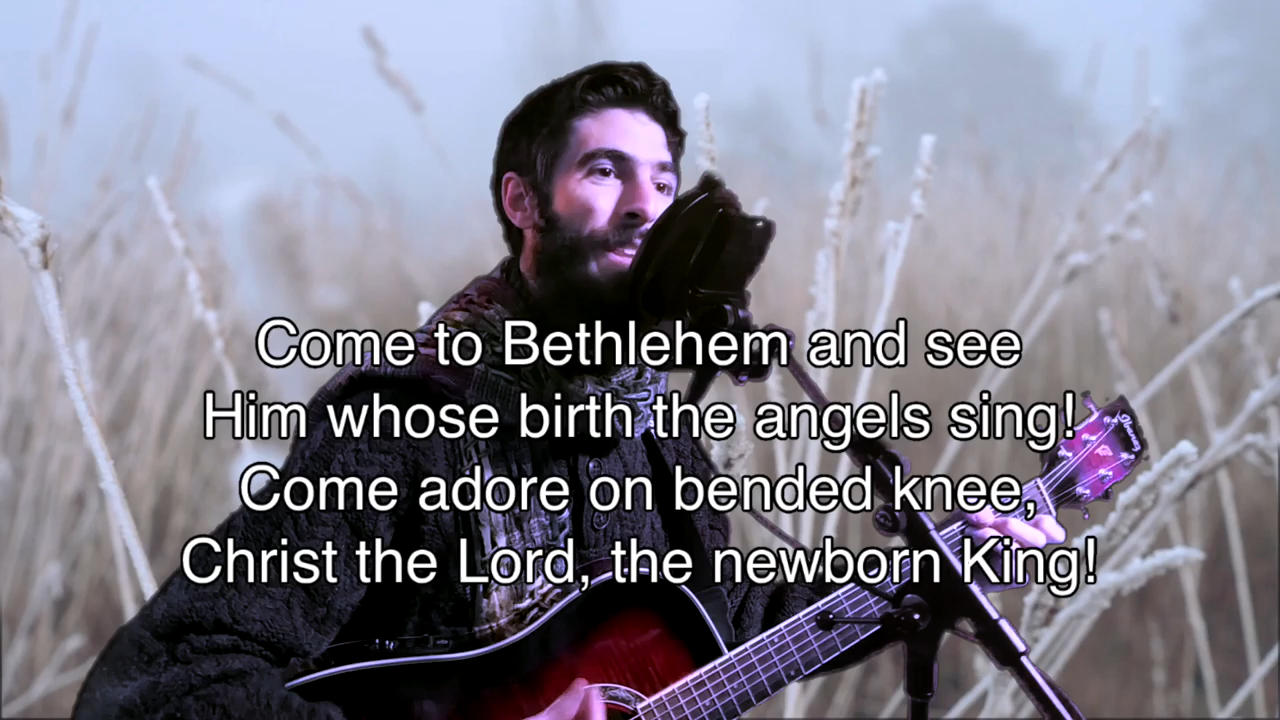 Come to Bethlehem and see
Him whose birth the angels sing!
Come adore on bended knee,
Christ the Lord, the newborn King!
Ibanez